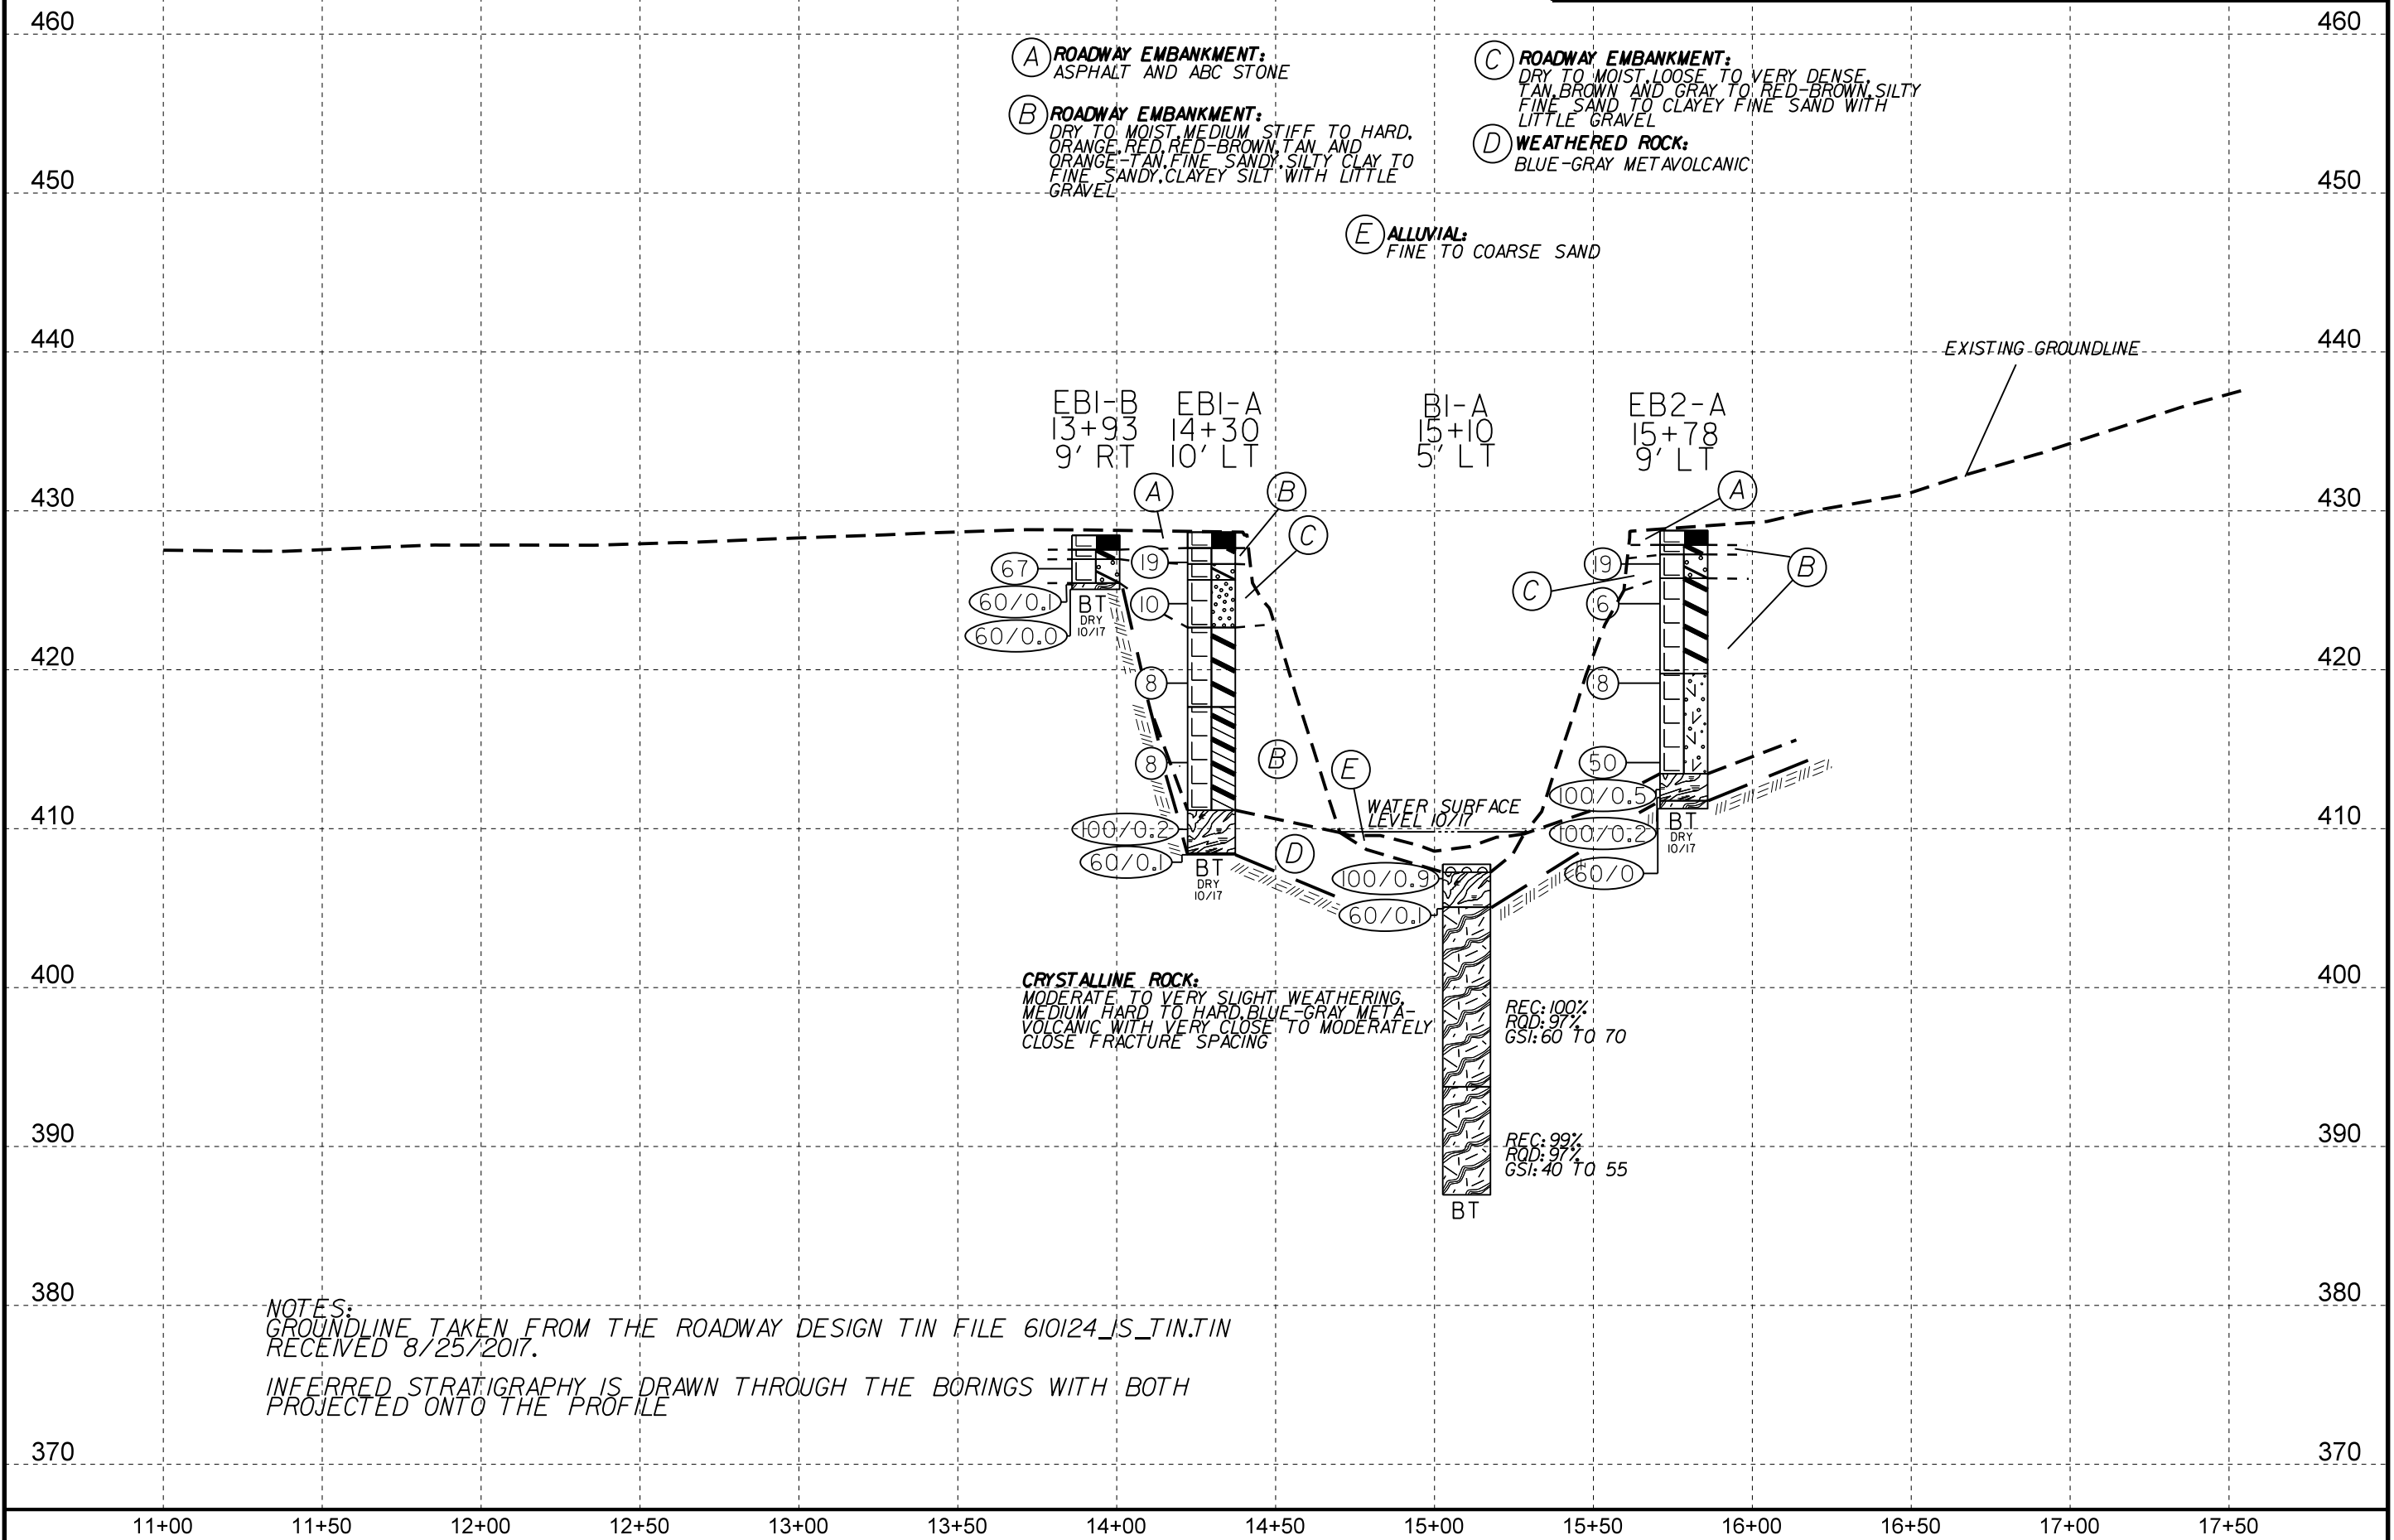 460
460
A ROADWAY EMBANKMENT:
ASPHALT AND ABC STONE
B ROADWAY EMBANKMENT:
DRY TO MOIST,MEDIUM STIFF TO HARD,
ORANGE,RED,RED-BROWN,TAN AND
ORANGE-TAN,FINE SANDY,SILTY CLAY TO
FINE SANDY,CLAYEY SILT WITH LITTLE
GRAVEL
C ROADWAY EMBANKMENT:
DRY TO MOIST,LOOSE TO VERY DENSE,
TAN,BROWN AND GRAY TO RED-BROWN,SILTY
FINE SAND TO CLAYEY FINE SAND WITH
LITTLE GRAVEL
D WEATHERED ROCK:
BLUE-GRAY METAVOLCANIC
E ALLUVIAL:
FINE TO COARSE SAND
450
450
440
440
EXISTING GROUNDLINE
EB1-B
13+93
9' RT
EB1-A
14+30
10' LT
B1-A
15+10
5' LT
EB2-A
15+78
9' LT
430
430
A
B
C
A
B
C
67
60/0.1
60/0.0
BT
DRY
10/17
19
10
8
8
100/0.2
60/0.1
BT
DRY
10/17
B
D
E
WATER SURFACE
LEVEL 10/17
100/0.9
60/0.1
19
6
8
50
100/0.5
100/0.2
60/0
BT
DRY
10/17
420
420
410
410
400
400
CRYSTALLINE ROCK:
MODERATE TO VERY SLIGHT WEATHERING,
MEDIUM HARD TO HARD,BLUE-GRAY META-
VOLCANIC WITH VERY CLOSE TO MODERATELY
CLOSE FRACTURE SPACING
REC:100%
RQD:97%
GSI:60 TO 70
390
390
REC:99%
RQD:97%
GSI:40 TO 55
BT
380
380
NOTES:
GROUNDLINE TAKEN FROM THE ROADWAY DESIGN TIN FILE 610124_IS_TIN.TIN
RECEIVED 8/25/2017.
INFERRED STRATIGRAPHY IS DRAWN THROUGH THE BORINGS WITH BOTH
PROJECTED ONTO THE PROFILE
370
370
11+00 11+50 12+00 12+50 13+00 13+50 14+00 14+50 15+00 15+50 16+00 16+50 17+00 17+50